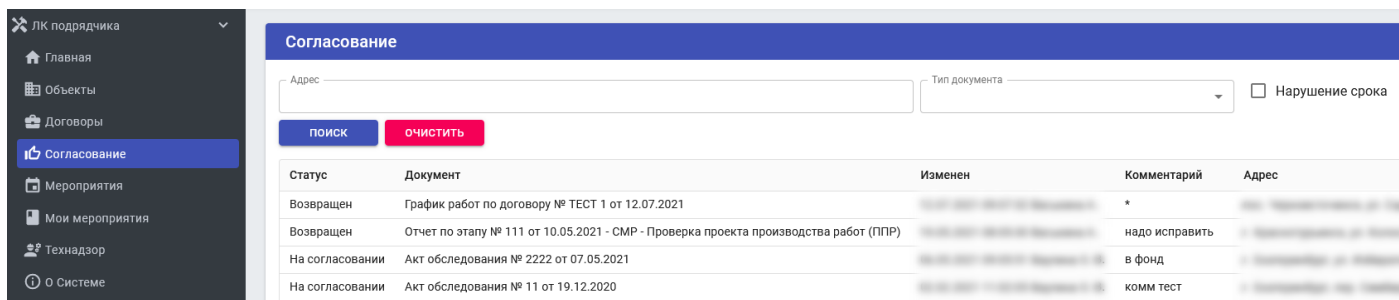 ЛК подрядчика
Главная
Объекты
Договоры
Согласование
Мероприятия
Мои мероприятия
Технадзор
О Системе
Согласование
Адрес
Тип документа
Нарушение срока
ПОИСК ОЧИСТИТЬ
Статус Документ Изменен Комментарий Адрес
Возвращен График работ по договору № ТЕСТ 1 от 12.07.2021 *
Возвращен Отчет по этапу № 111 от 10.05.2021 - СМР - Проверка проекта производства работ (ППР) надо исправить
На согласовании Акт обследования № 2222 от 07.05.2021 в фонд
На согласовании Акт обследования № 11 от 19.12.2020 комм тест